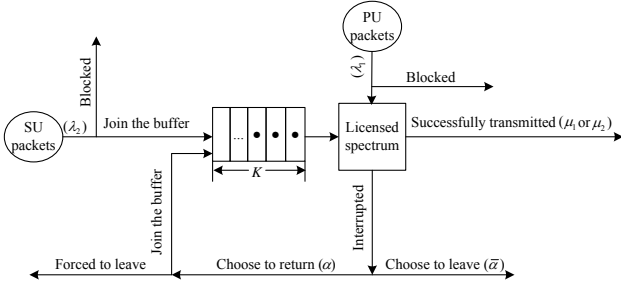 PU
packets
(λ₁)
Blocked
Blocked
SU
packets
(λ₂)
Join the buffer
...
Licensed
spectrum
Successfully transmitted (μ₁ or μ₂)
K
Join the buffer
Interrupted
Forced to leave
Choose to return (α)
Choose to leave (ᾱ)